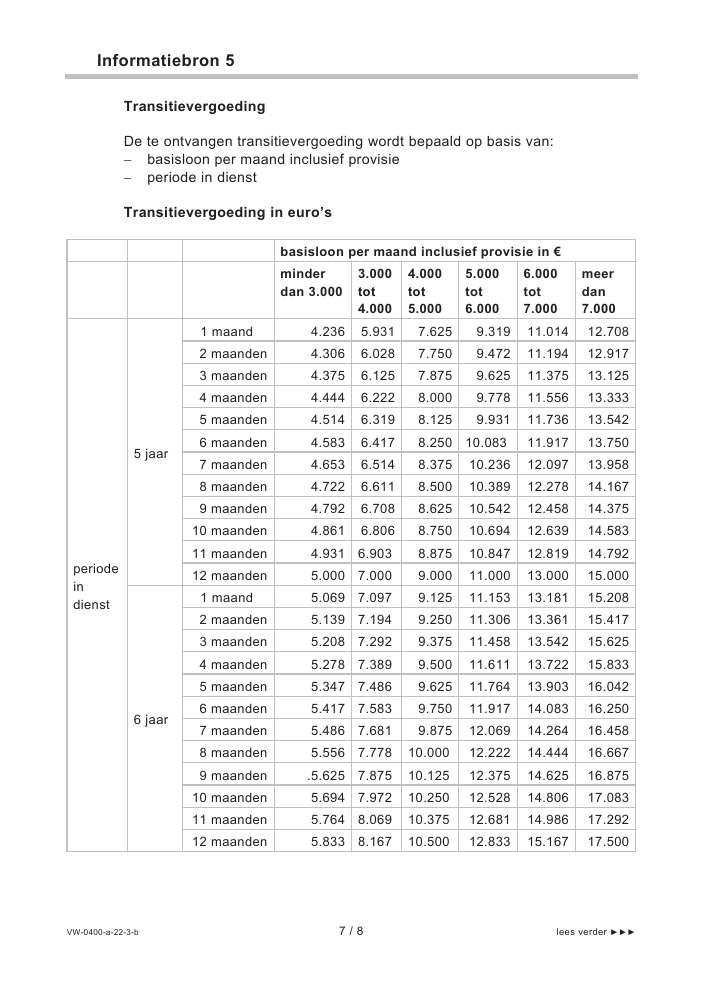 Informatiebron 5
Transitievergoeding
De te ontvangen transitievergoeding wordt bepaald op basis van:
– basisloon per maand inclusief provisie
– periode in dienst
Transitievergoeding in euro’s
basisloon per maand inclusief provisie in €
minder dan 3.000 3.000 tot 4.000 4.000 tot 5.000 5.000 tot 6.000 6.000 tot 7.000 meer dan 7.000
periode in dienst
5 jaar
1 maand 4.236 5.931 7.625 9.319 11.014 12.708
2 maanden 4.306 6.028 7.750 9.472 11.194 12.917
3 maanden 4.375 6.125 7.875 9.625 11.375 13.125
4 maanden 4.444 6.222 8.000 9.778 11.556 13.333
5 maanden 4.514 6.319 8.125 9.931 11.736 13.542
6 maanden 4.583 6.417 8.250 10.083 11.917 13.750
7 maanden 4.653 6.514 8.375 10.236 12.097 13.958
8 maanden 4.722 6.611 8.500 10.389 12.278 14.167
9 maanden 4.792 6.708 8.625 10.542 12.458 14.375
10 maanden 4.861 6.806 8.750 10.694 12.639 14.583
11 maanden 4.931 6.903 8.875 10.847 12.819 14.792
12 maanden 5.000 7.000 9.000 11.000 13.000 15.000
6 jaar
1 maand 5.069 7.097 9.125 11.153 13.181 15.208
2 maanden 5.139 7.194 9.250 11.306 13.361 15.417
3 maanden 5.208 7.292 9.375 11.458 13.542 15.625
4 maanden 5.278 7.389 9.500 11.611 13.722 15.833
5 maanden 5.347 7.486 9.625 11.764 13.903 16.042
6 maanden 5.417 7.583 9.750 11.917 14.083 16.250
7 maanden 5.486 7.681 9.875 12.069 14.264 16.458
8 maanden 5.556 7.778 10.000 12.222 14.444 16.667
9 maanden .5.625 7.875 10.125 12.375 14.625 16.875
10 maanden 5.694 7.972 10.250 12.528 14.806 17.083
11 maanden 5.764 8.069 10.375 12.681 14.986 17.292
12 maanden 5.833 8.167 10.500 12.833 15.167 17.500
VW-0400-a-22-3-b 7 / 8 lees verder ►►►